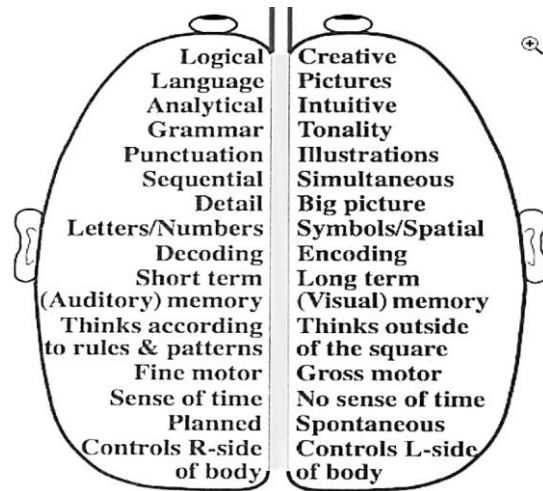 Logical
Language
Analytical
Grammar
Punctuation
Sequential
Detail
Letters/Numbers
Decoding
Short term
(Auditory) memory
Thinks according
to rules & patterns
Fine motor
Sense of time
Planned
Controls R-side
of body
Creative
Pictures
Intuitive
Tonality
Illustrations
Simultaneous
Big picture
Symbols/Spatial
Encoding
Long term
(Visual) memory
Thinks outside
of the square
Gross motor
No sense of time
Spontaneous
Controls L-side
of body